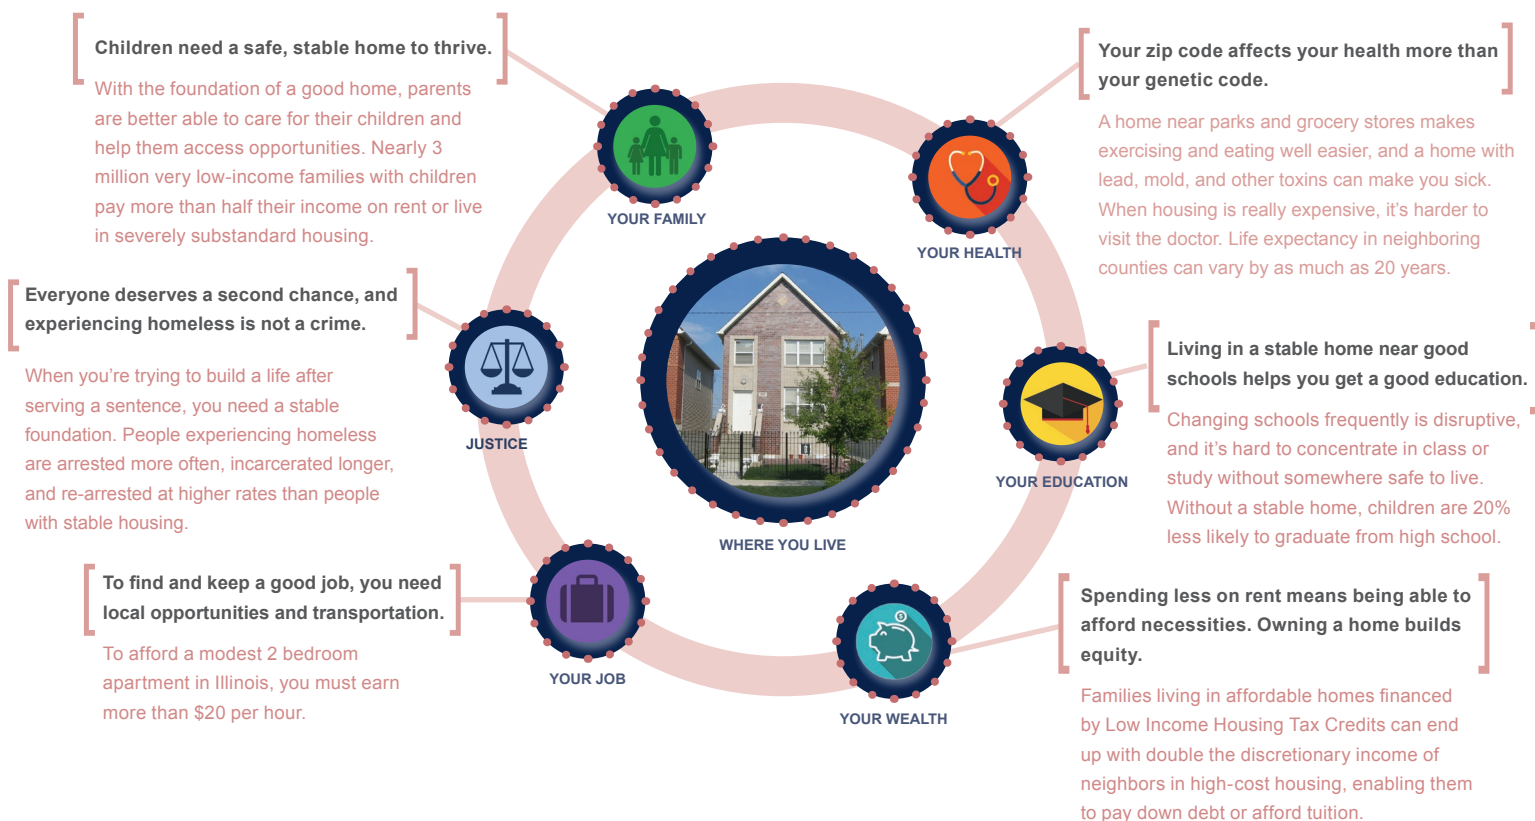 Children need a safe, stable home to thrive.
With the foundation of a good home, parents
are better able to care for their children and
help them access opportunities. Nearly 3
million very low-income families with children
pay more than half their income on rent or live
in severely substandard housing.
YOUR FAMILY
Your zip code affects your health more than
your genetic code.
A home near parks and grocery stores makes
exercising and eating well easier, and a home with
lead, mold, and other toxins can make you sick.
When housing is really expensive, it's harder to
visit the doctor. Life expectancy in neighboring
counties can vary by as much as 20 years.
YOUR HEALTH
Everyone deserves a second chance, and
experiencing homeless is not a crime.
When you're trying to build a life after
serving a sentence, you need a stable
foundation. People experiencing homeless
are arrested more often, incarcerated longer,
and re-arrested at higher rates than people
with stable housing.
JUSTICE
Living in a stable home near good
schools helps you get a good education.
Changing schools frequently is disruptive,
and it's hard to concentrate in class or
study without somewhere safe to live.
Without a stable home, children are 20%
less likely to graduate from high school.
YOUR EDUCATION
WHERE YOU LIVE
To find and keep a good job, you need
local opportunities and transportation.
To afford a modest 2 bedroom
apartment in Illinois, you must earn
more than $20 per hour.
YOUR JOB
Spending less on rent means being able to
afford necessities. Owning a home builds
equity.
Families living in affordable homes financed
by Low Income Housing Tax Credits can end
up with double the discretionary income of
neighbors in high-cost housing, enabling them
to pay down debt or afford tuition.
$
YOUR WEALTH